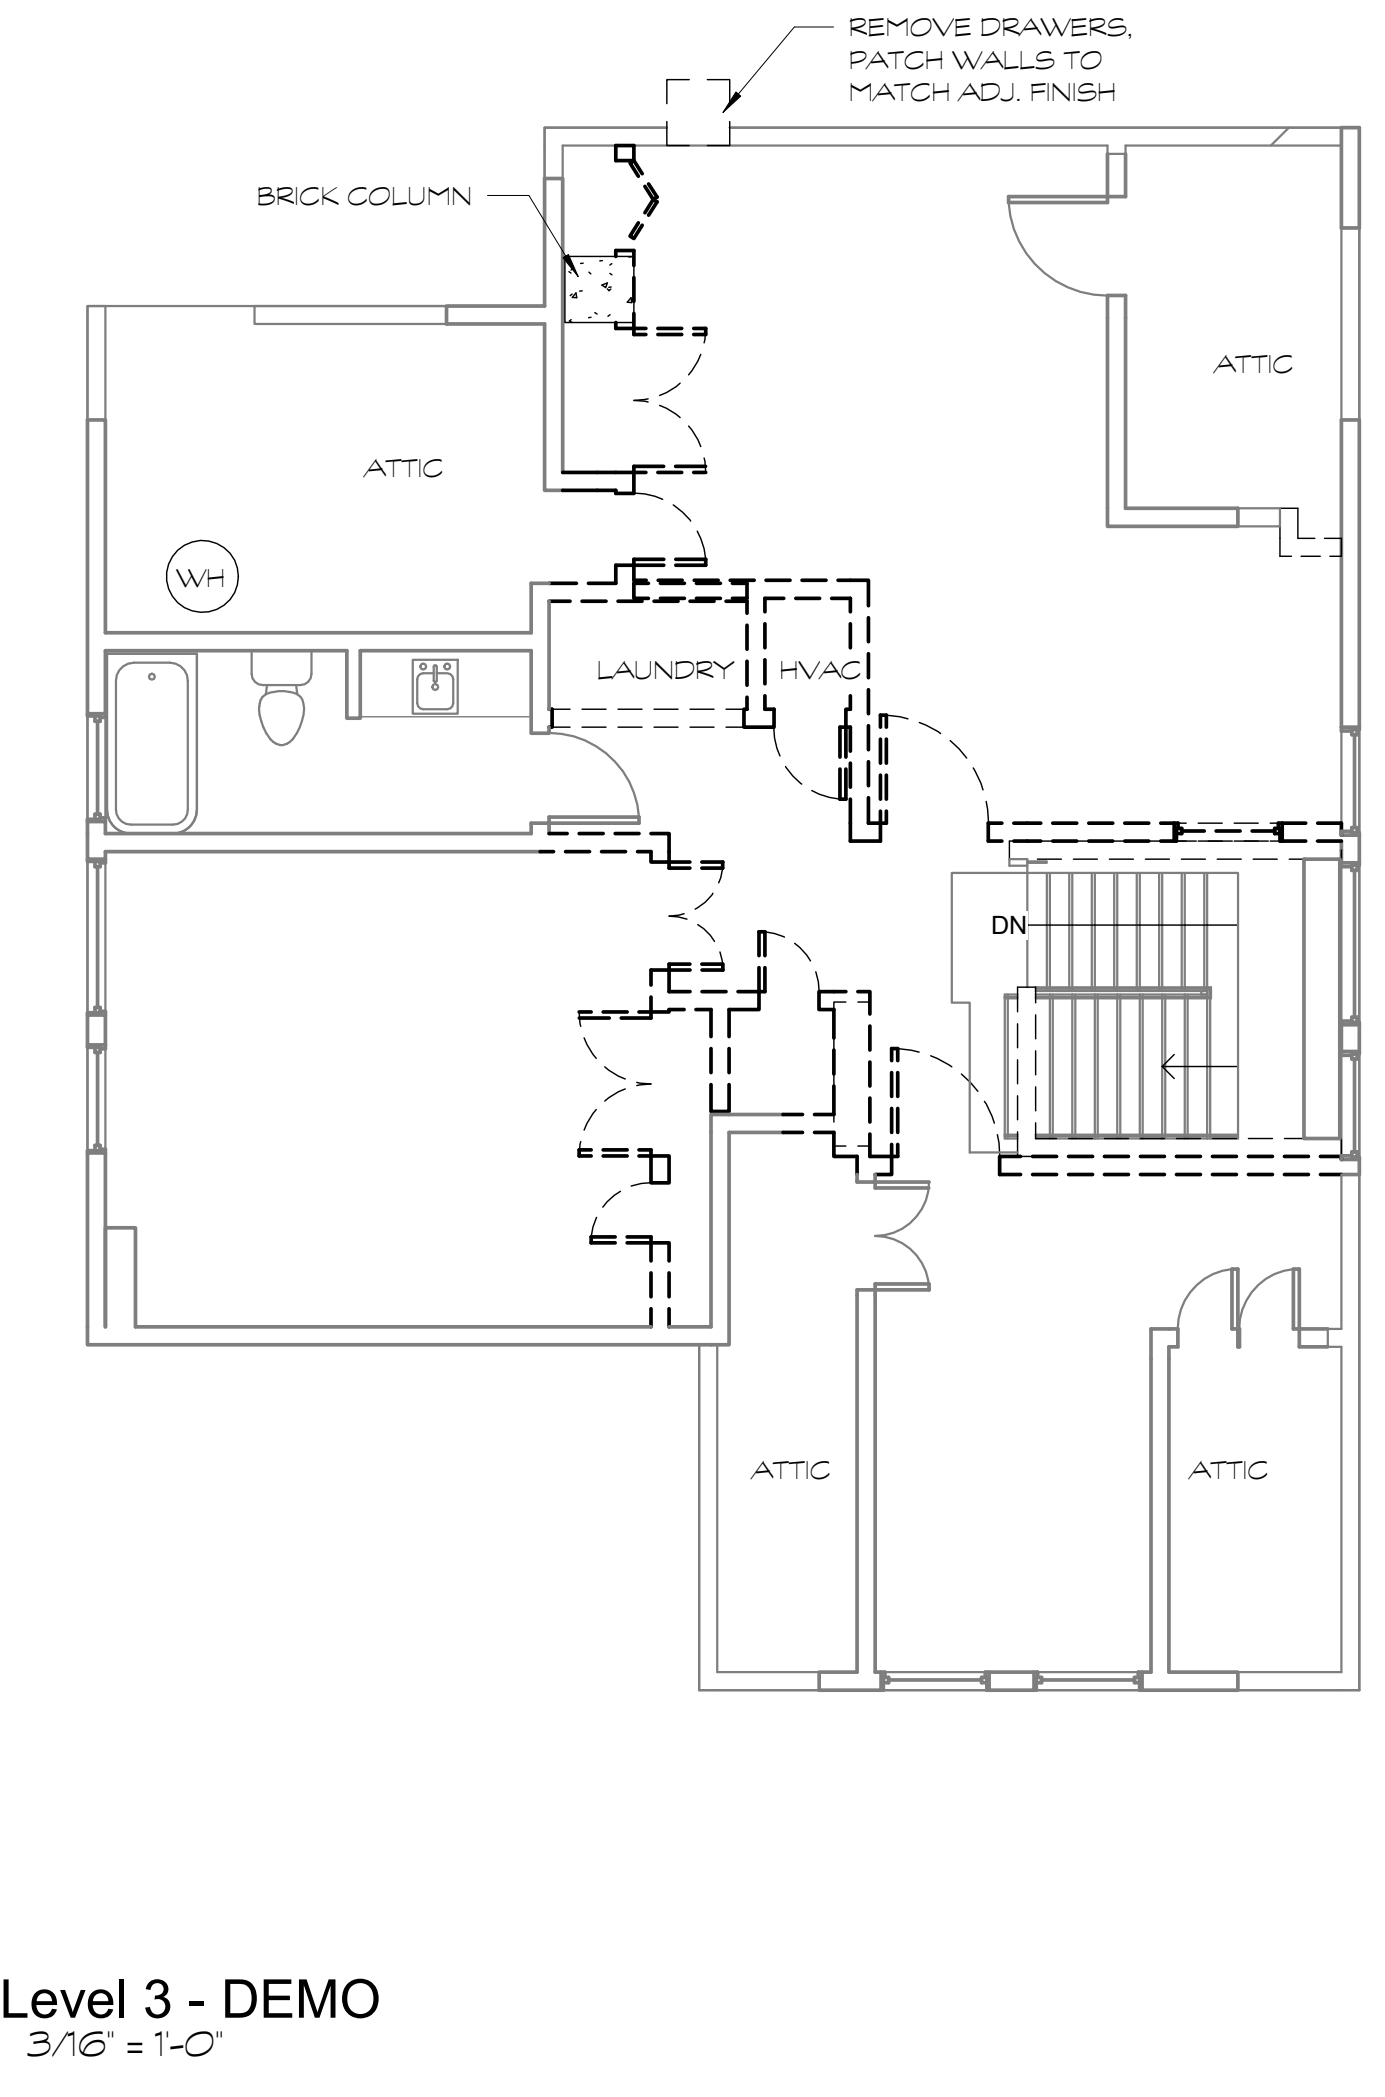 REMOVE DRAWERS,
PATCH WALLS TO
MATCH ADJ. FINISH
BRICK COLUMN
ATTIC
ATTIC
WH
LAUNDRY
HVAC
DN
ATTIC
ATTIC
Level 3 - DEMO
3/16" = 1'-0"